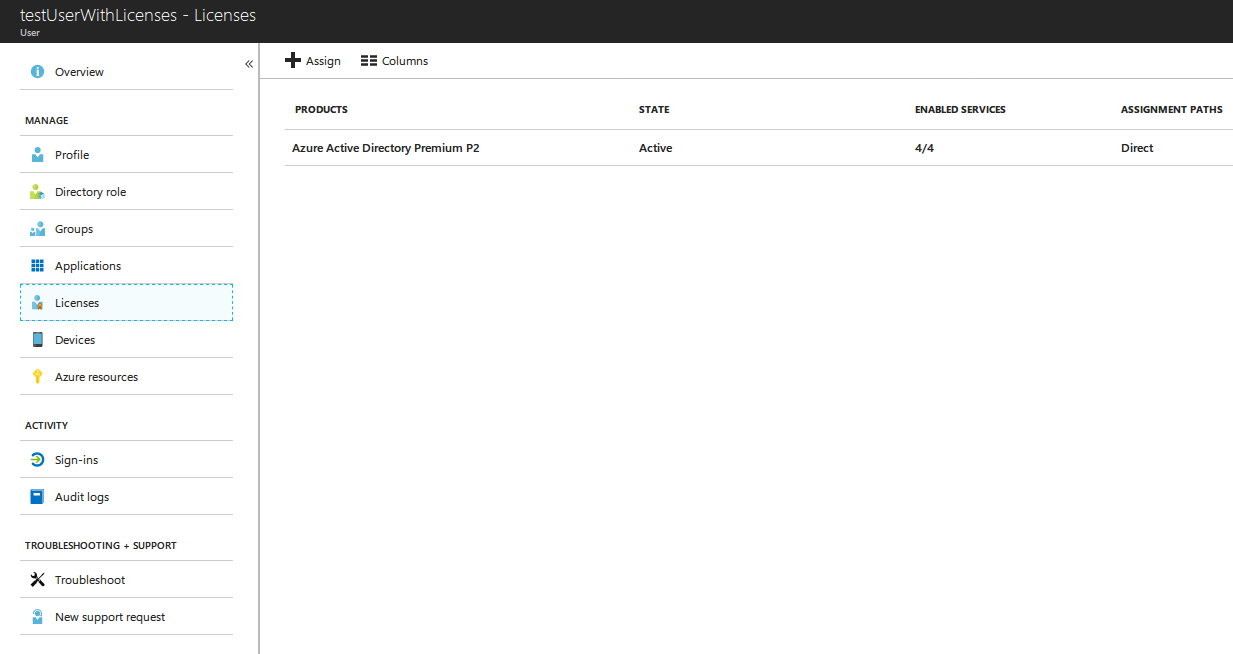 testUserWithLicenses - Licenses
User
«
Overview
MANAGE
Profile
Directory role
Groups
Applications
Licenses
Devices
Azure resources
ACTIVITY
Sign-ins
Audit logs
TROUBLESHOOTING + SUPPORT
Troubleshoot
New support request
Assign Columns
PRODUCTS STATE ENABLED SERVICES ASSIGNMENT PATHS
Azure Active Directory Premium P2 Active 4/4 Direct